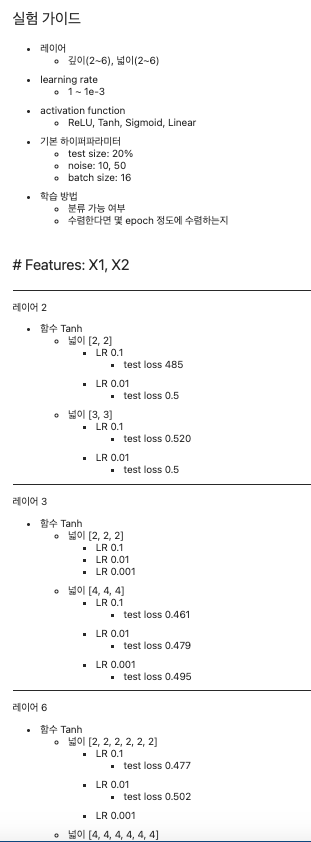 실험 가이드
레이어
깊이(2~6), 넓이(2~6)
learning rate
1 ~ 1e-3
activation function
ReLU, Tanh, Sigmoid, Linear
기본 하이퍼파라미터
test size: 20%
noise: 10, 50
batch size: 16
학습 방법
분류 가능 여부
수렴한다면 몇 epoch 정도에 수렴하는지
# Features: X1, X2
레이어 2
함수 Tanh
넓이 [2, 2]
LR 0.1
test loss 485
LR 0.01
test loss 0.5
넓이 [3, 3]
LR 0.1
test loss 0.520
LR 0.01
test loss 0.5
레이어 3
함수 Tanh
넓이 [2, 2, 2]
LR 0.1
LR 0.01
LR 0.001
넓이 [4, 4, 4]
LR 0.1
test loss 0.461
LR 0.01
test loss 0.479
LR 0.001
test loss 0.495
레이어 6
함수 Tanh
넓이 [2, 2, 2, 2, 2, 2]
LR 0.1
test loss 0.477
LR 0.01
test loss 0.502
LR 0.001
넓이 [4, 4, 4, 4, 4, 4]